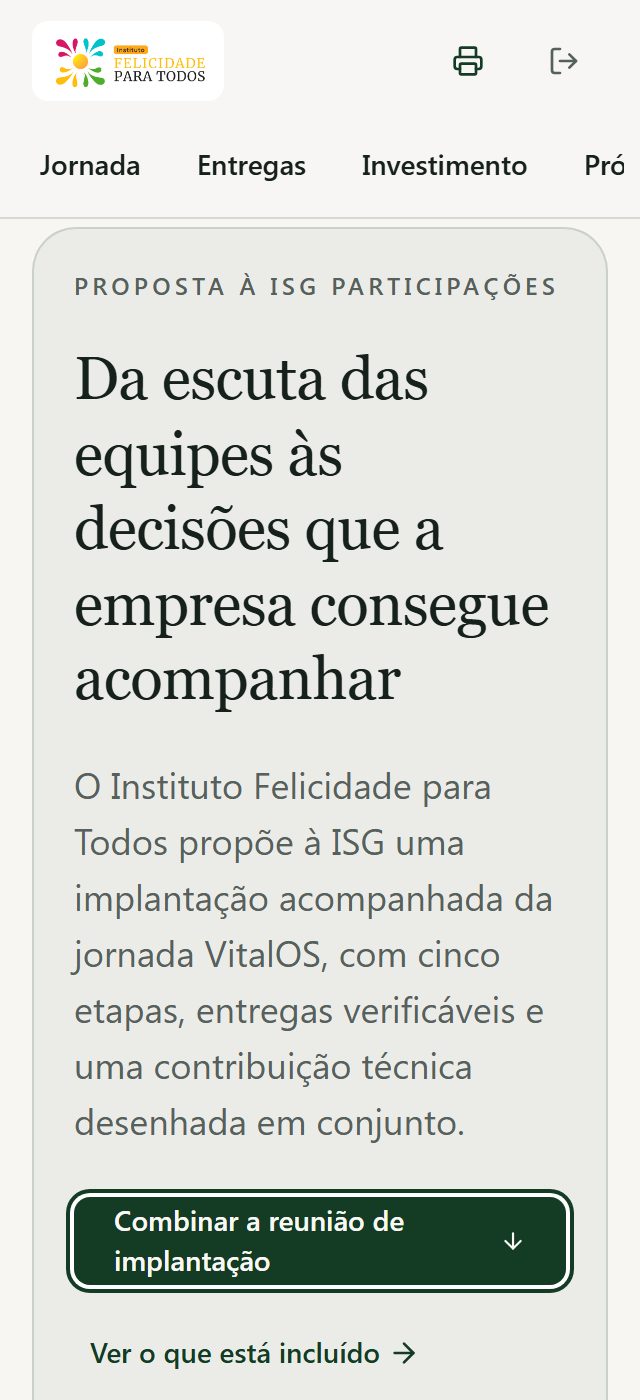 Instituto
FELICIDADE
PARA TODOS
Jornada Entregas Investimento Pró
PROPOSTA À ISG PARTICIPAÇÕES
Da escuta das
equipes às
decisões que a
empresa consegue
acompanhar
O Instituto Felicidade para
Todos propõe à ISG uma
implantação acompanhada da
jornada VitalOS, com cinco
etapas, entregas verificáveis e
uma contribuição técnica
desenhada em conjunto.
Combinar a reunião de
implantação
Ver o que está incluído